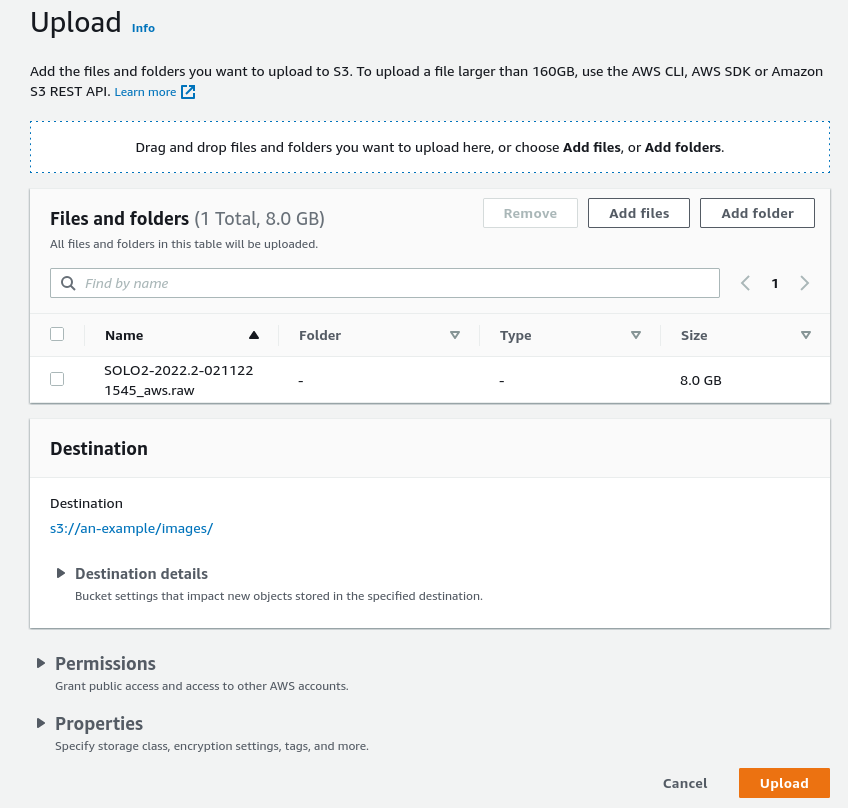 Upload Info
Add the files and folders you want to upload to S3. To upload a file larger than 160GB, use the AWS CLI, AWS SDK or Amazon
S3 REST API. Learn more
Drag and drop files and folders you want to upload here, or choose Add files, or Add folders.
Files and folders (1 Total, 8.0 GB)
Remove
Add files
Add folder
All files and folders in this table will be uploaded.
Find by name
1
Name
Folder
Type
Size
SOLO2-2022.2-021122
1545_aws.raw
-
-
8.0 GB
Destination
Destination
s3://an-example/images/
Destination details
Bucket settings that impact new objects stored in the specified destination.
Permissions
Grant public access and access to other AWS accounts.
Properties
Specify storage class, encryption settings, tags, and more.
Cancel
Upload